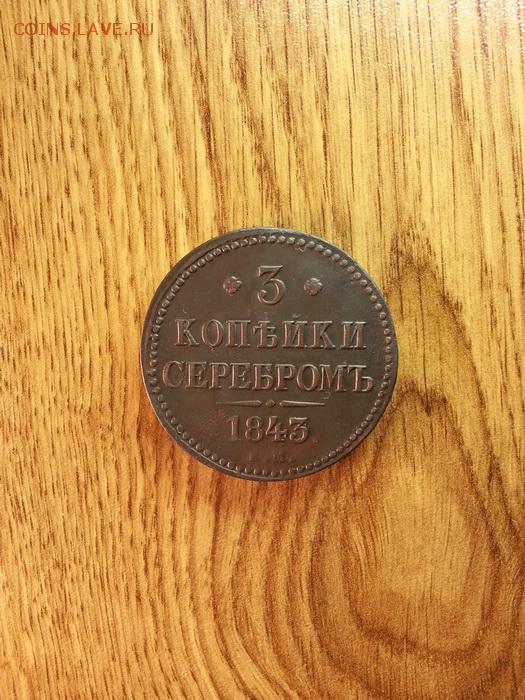 COINS.LAVE.RU
3
КОПѢЙКИ
СЕРЕБРОМЪ
1843.
Е.М.